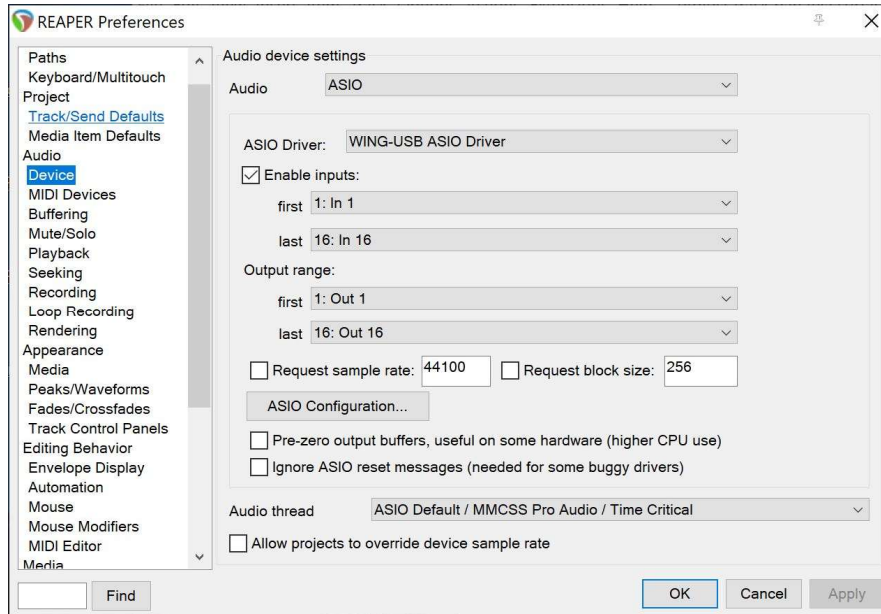 REAPER Preferences
Paths
Keyboard/Multitouch
Project
Track/Send Defaults
Media Item Defaults
Audio
Device
MIDI Devices
Buffering
Mute/Solo
Playback
Seeking
Recording
Loop Recording
Rendering
Appearance
Media
Peaks/Waveforms
Fades/Crossfades
Track Control Panels
Editing Behavior
Envelope Display
Automation
Mouse
Mouse Modifiers
MIDI Editor
Media
Find
Audio device settings
Audio ASIO
ASIO Driver: WING-USB ASIO Driver
Enable inputs:
first 1: In 1
last 16: In 16
Output range:
first 1: Out 1
last 16: Out 16
Request sample rate: 44100 Request block size: 256
ASIO Configuration...
Pre-zero output buffers, useful on some hardware (higher CPU use)
Ignore ASIO reset messages (needed for some buggy drivers)
Audio thread ASIO Default / MMCSS Pro Audio / Time Critical
Allow projects to override device sample rate
OK Cancel Apply